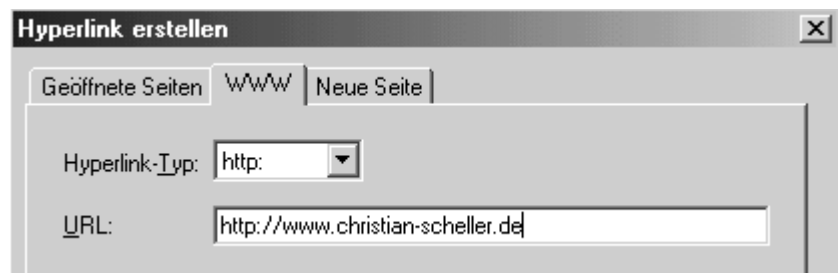 Hyperlink erstellen
Geöffnete Seiten WWW Neue Seite
Hyperlink-Typ: http:
URL: http://www.christian-scheller.de